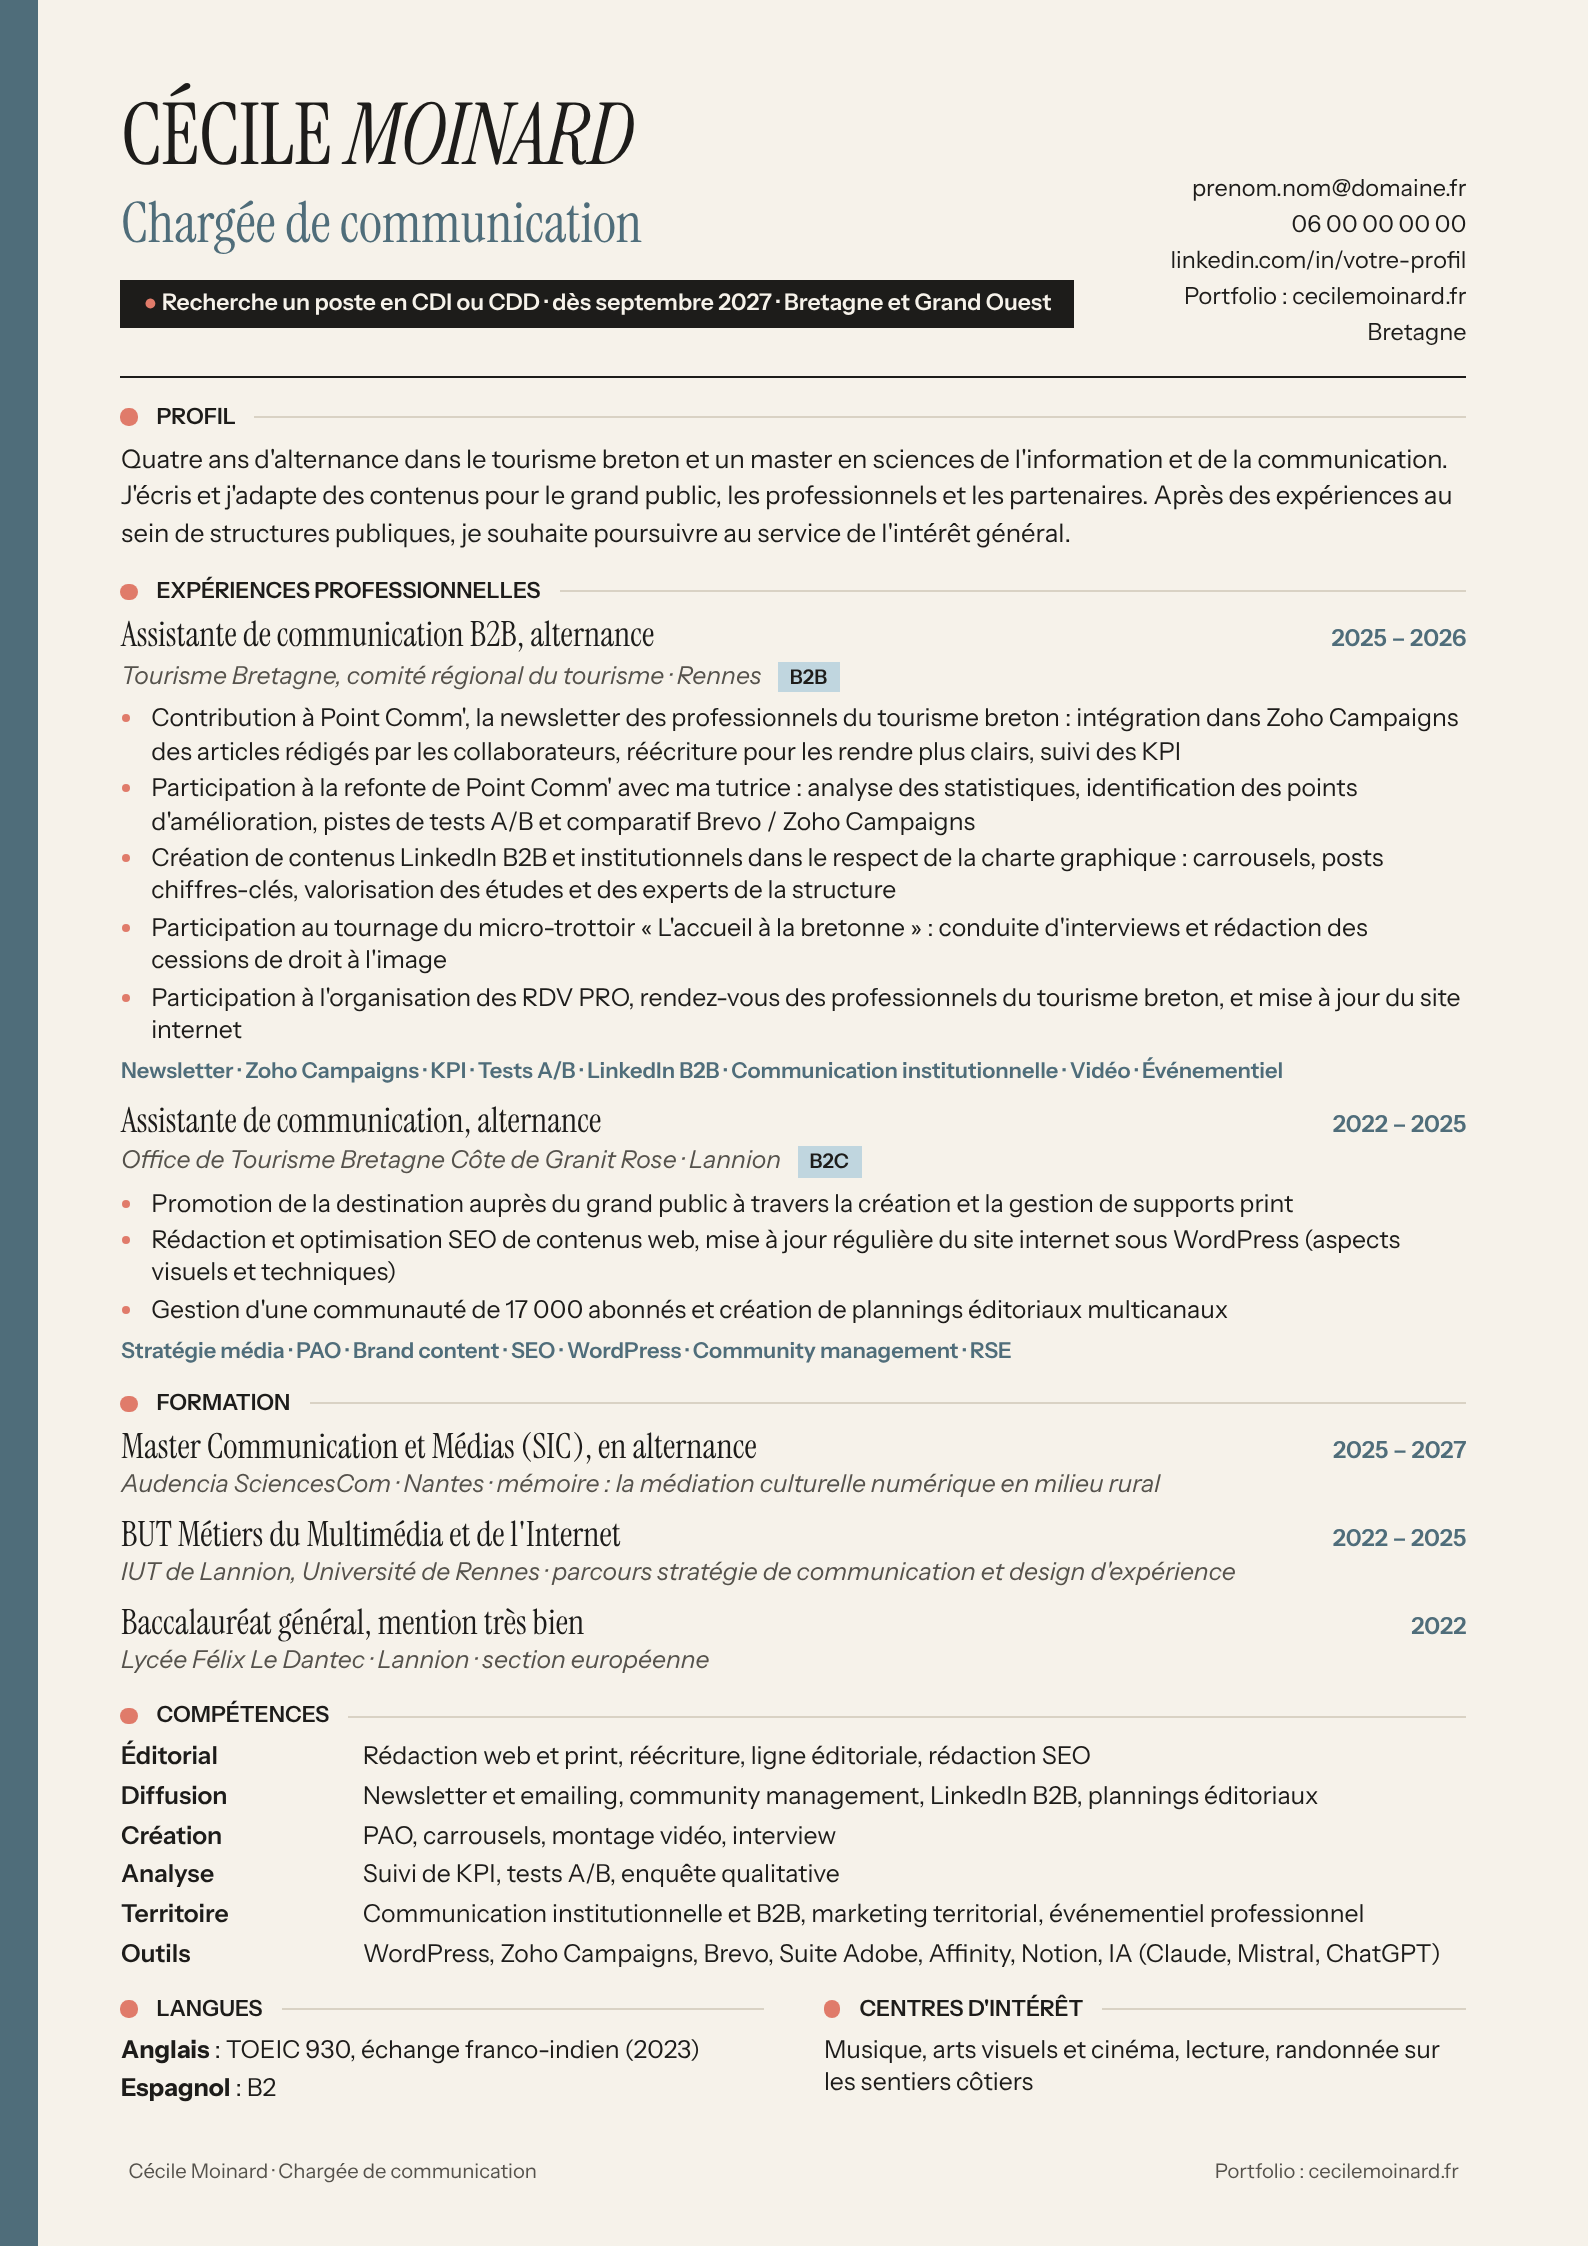 CÉCILE MOINARD
Chargée de communication
● Recherche un poste en CDI ou CDD · dès septembre 2027 · Bretagne et Grand Ouest
prenom.nom@domaine.fr
06 00 00 00 00
linkedin.com/in/votre-profil
Portfolio : cecilemoinard.fr
Bretagne
PROFIL
Quatre ans d'alternance dans le tourisme breton et un master en sciences de l'information et de la communication.
J'écris et j'adapte des contenus pour le grand public, les professionnels et les partenaires. Après des expériences au
sein de structures publiques, je souhaite poursuivre au service de l'intérêt général.
EXPÉRIENCES PROFESSIONNELLES
Assistante de communication B2B, alternance 2025 – 2026
Tourisme Bretagne, comité régional du tourisme · Rennes B2B
• Contribution à Point Comm', la newsletter des professionnels du tourisme breton : intégration dans Zoho Campaigns
des articles rédigés par les collaborateurs, réécriture pour les rendre plus clairs, suivi des KPI
• Participation à la refonte de Point Comm' avec ma tutrice : analyse des statistiques, identification des points
d'amélioration, pistes de tests A/B et comparatif Brevo / Zoho Campaigns
• Création de contenus LinkedIn B2B et institutionnels dans le respect de la charte graphique : carrousels, posts
chiffres-clés, valorisation des études et des experts de la structure
• Participation au tournage du micro-trottoir « L'accueil à la bretonne » : conduite d'interviews et rédaction des
cessions de droit à l'image
• Participation à l'organisation des RDV PRO, rendez-vous des professionnels du tourisme breton, et mise à jour du site
internet
Newsletter · Zoho Campaigns · KPI · Tests A/B · LinkedIn B2B · Communication institutionnelle · Vidéo · Événementiel
Assistante de communication, alternance 2022 – 2025
Office de Tourisme Bretagne Côte de Granit Rose · Lannion B2C
• Promotion de la destination auprès du grand public à travers la création et la gestion de supports print
• Rédaction et optimisation SEO de contenus web, mise à jour régulière du site internet sous WordPress (aspects
visuels et techniques)
• Gestion d'une communauté de 17 000 abonnés et création de plannings éditoriaux multicanaux
Stratégie média · PAO · Brand content · SEO · WordPress · Community management · RSE
FORMATION
Master Communication et Médias (SIC), en alternance 2025 – 2027
Audencia SciencesCom · Nantes · mémoire : la médiation culturelle numérique en milieu rural
BUT Métiers du Multimédia et de l'Internet 2022 – 2025
IUT de Lannion, Université de Rennes · parcours stratégie de communication et design d'expérience
Baccalauréat général, mention très bien 2022
Lycée Félix Le Dantec · Lannion · section européenne
COMPÉTENCES
Éditorial Rédaction web et print, réécriture, ligne éditoriale, rédaction SEO
Diffusion Newsletter et emailing, community management, LinkedIn B2B, plannings éditoriaux
Création PAO, carrousels, montage vidéo, interview
Analyse Suivi de KPI, tests A/B, enquête qualitative
Territoire Communication institutionnelle et B2B, marketing territorial, événementiel professionnel
Outils WordPress, Zoho Campaigns, Brevo, Suite Adobe, Affinity, Notion, IA (Claude, Mistral, ChatGPT)
LANGUES
Anglais : TOEIC 930, échange franco-indien (2023)
Espagnol : B2
CENTRES D'INTÉRÊT
Musique, arts visuels et cinéma, lecture, randonnée sur
les sentiers côtiers
Cécile Moinard · Chargée de communication Portfolio : cecilemoinard.fr